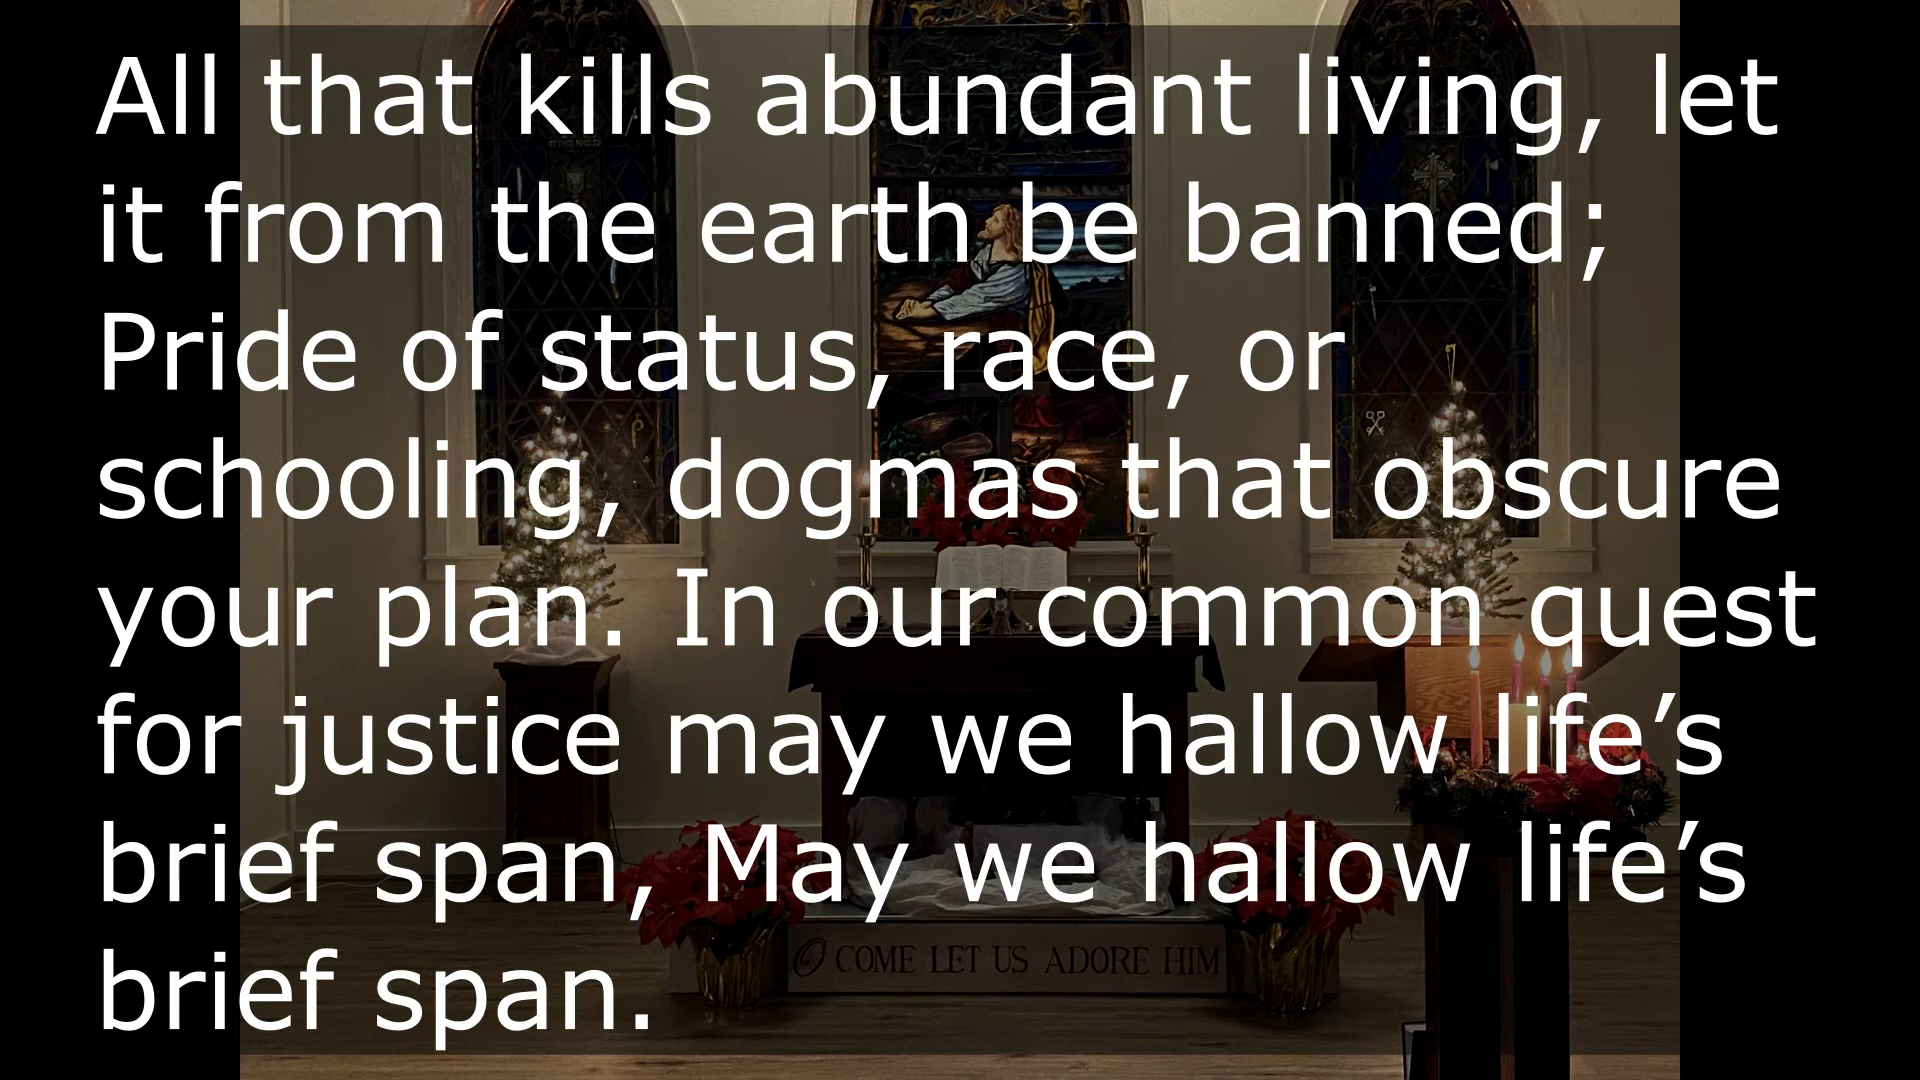 All that kills abundant living, let
it from the earth be banned;
Pride of status, race, or
schooling, dogmas that obscure
your plan. In our common quest
for justice may we hallow life’s
brief span, May we hallow life’s
brief span.
O COME LET US ADORE HIM